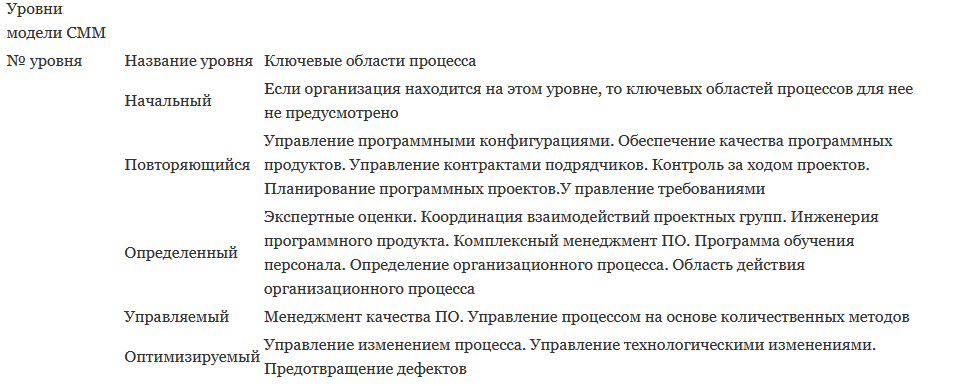 Уровни
модели СММ
№ уровня Название уровня Ключевые области процесса
Начальный
Если организация находится на этом уровне, то ключевых областей процессов для нее
не предусмотрено
Повторяющийся
Управление программными конфигурациями. Обеспечение качества программных
продуктов. Управление контрактами подрядчиков. Контроль за ходом проектов.
Планирование программных проектов.У правление требованиями
Определенный
Экспертные оценки. Координация взаимодействий проектных групп. Инженерия
программного продукта. Комплексный менеджмент ПО. Программа обучения
персонала. Определение организационного процесса. Область действия
организационного процесса
Управляемый Менеджмент качества ПО. Управление процессом на основе количественных методов
Оптимизируемый
Управление изменением процесса. Управление технологическими изменениями.
Предотвращение дефектов